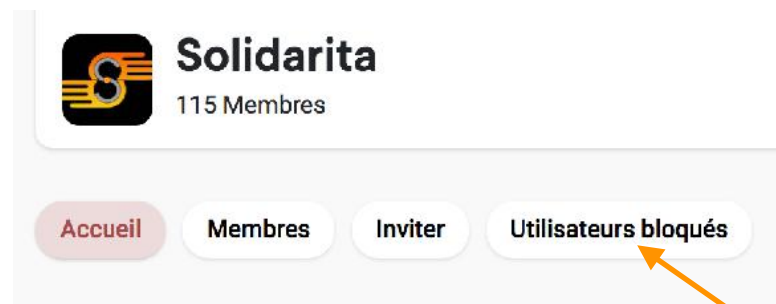 Solidarita
115 Membres
Accueil Membres Inviter Utilisateurs bloqués